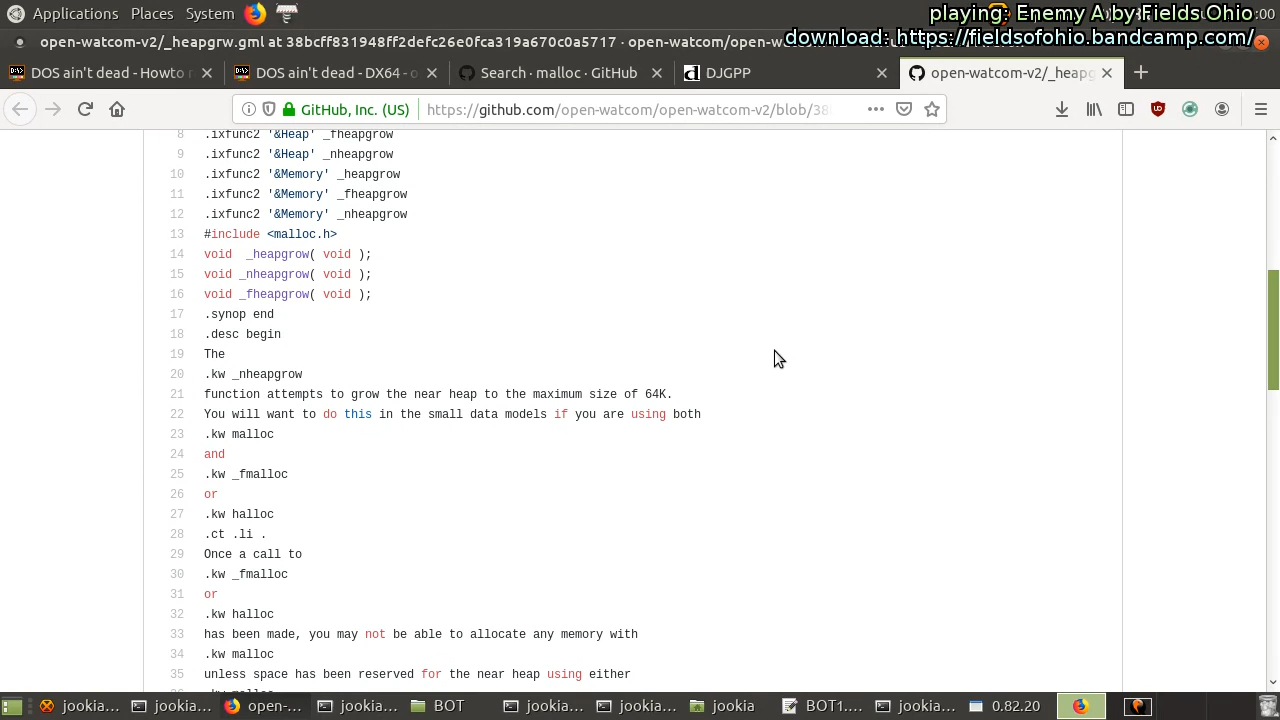 Applications Places System
playing: Enemy A by Fields Ohio
:00
download: https://fieldsofohio.bandcamp.com/
open-watcom-v2/_heapgrw.gml at 38bcff831948ff2defc26e0fca319a670c0a5717 · open-watcom/open-wa
DOS ain't dead - Howto
DOS ain't dead - DX64 - o
Search · malloc · GitHub
DJGPP
open-watcom-v2/_heapg
GitHub, Inc. (US) https://github.com/open-watcom/open-watcom-v2/blob/38
8 .ixfunc2 '&Heap' _fheapgrow
9 .ixfunc2 '&Heap' _nheapgrow
10 .ixfunc2 '&Memory' _heapgrow
11 .ixfunc2 '&Memory' _fheapgrow
12 .ixfunc2 '&Memory' _nheapgrow
13 #include <malloc.h>
14 void  _heapgrow( void );
15 void _nheapgrow( void );
16 void _fheapgrow( void );
17 .synop end
18 .desc begin
19 The
20 .kw _nheapgrow
21 function attempts to grow the near heap to the maximum size of 64K.
22 You will want to do this in the small data models if you are using both
23 .kw malloc
24 and
25 .kw _fmalloc
26 or
27 .kw halloc
28 .ct .li .
29 Once a call to
30 .kw _fmalloc
31 or
32 .kw halloc
33 has been made, you may not be able to allocate any memory with
34 .kw malloc
35 unless space has been reserved for the near heap using either
jookia... jookia... open-... jookia... BOT jookia... jookia... jookia BOT1.... jookia... 0.82.20